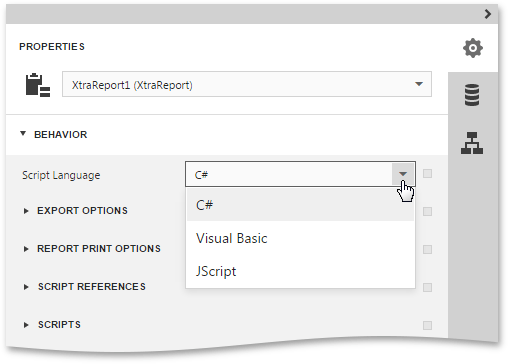 PROPERTIES
XtraReport1 (XtraReport)
BEHAVIOR
Script Language
C#
C#
EXPORT OPTIONS
Visual Basic
REPORT PRINT OPTIONS
JScript
SCRIPT REFERENCES
SCRIPTS